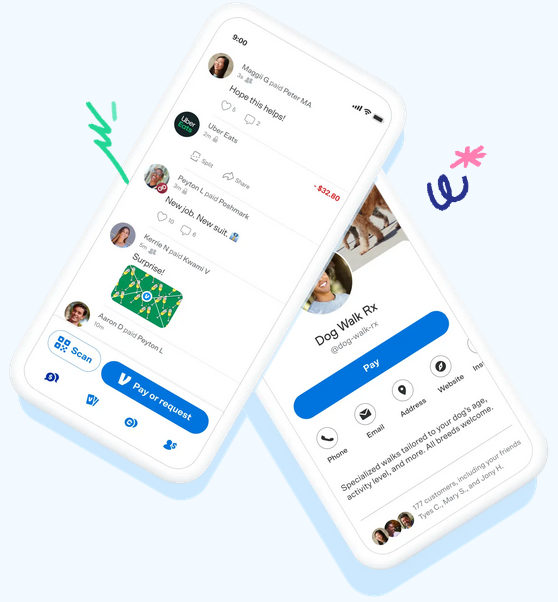 9:00
Maggii G paid Peter MA
3s
Hope this helps!
5 2
Uber
Eats
Uber Eats
2m
Split Share
- $32.80
Peyton L paid Poshmark
3m
New job. New suit.
10 6
Kerrie N paid Kwami V
5m
Surprise!
Aaron D paid Peyton L
10m
Scan
Pay or request
Dog Walk Rx
@dog-walk-rx
Pay
Phone
Email
Address
Website
Specialized walks tailored to your dog's age,
activity level, and more. All breeds welcome.
177 customers, including your friends
Tyes C., Mary S., and Jony H.